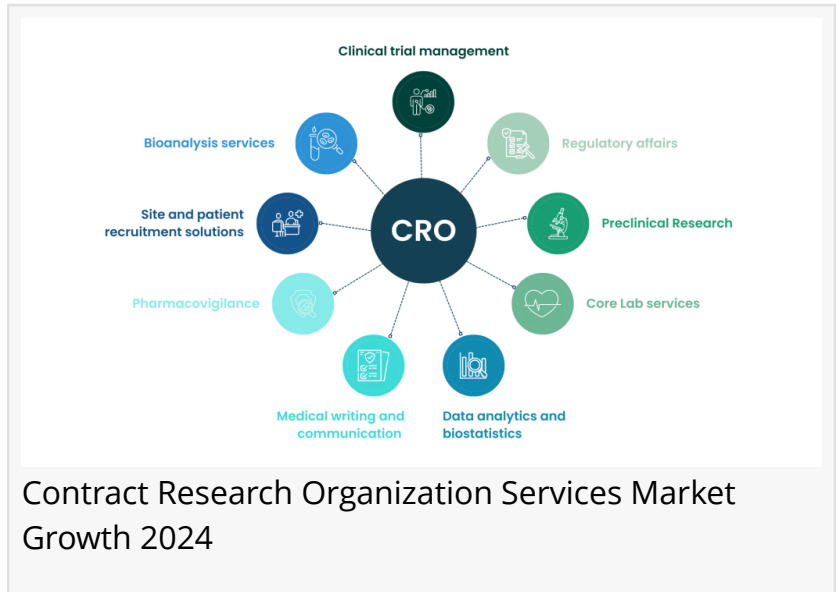 Clinical trial management
Bioanalysis services
Regulatory affairs
Site and patient
recruitment solutions
CRO
Preclinical Research
Pharmacovigilance
Core Lab services
Medical writing and
communication
Data analytics and
biostatistics
Contract Research Organization Services Market
Growth 2024